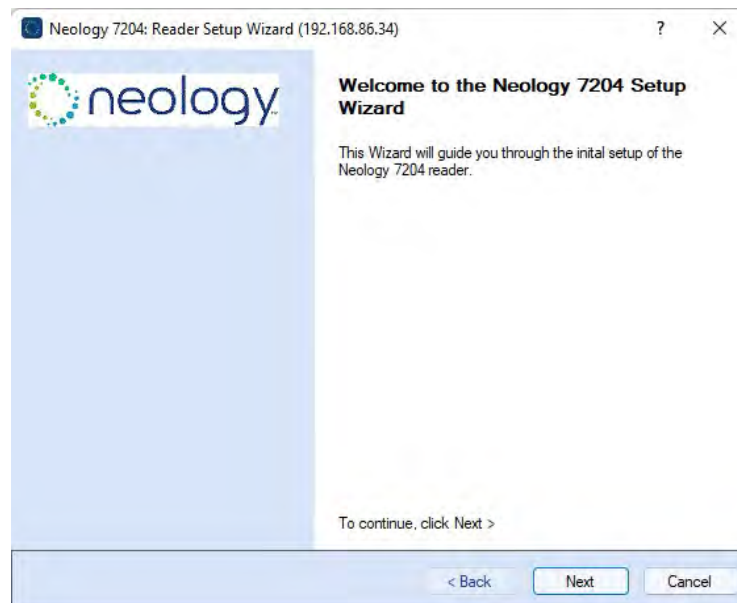 Neology 7204: Reader Setup Wizard (192.168.86.34)
? ×
neology
Welcome to the Neology 7204 Setup
Wizard
This Wizard will guide you through the inital setup of the
Neology 7204 reader.
To continue, click Next >
< Back Next Cancel